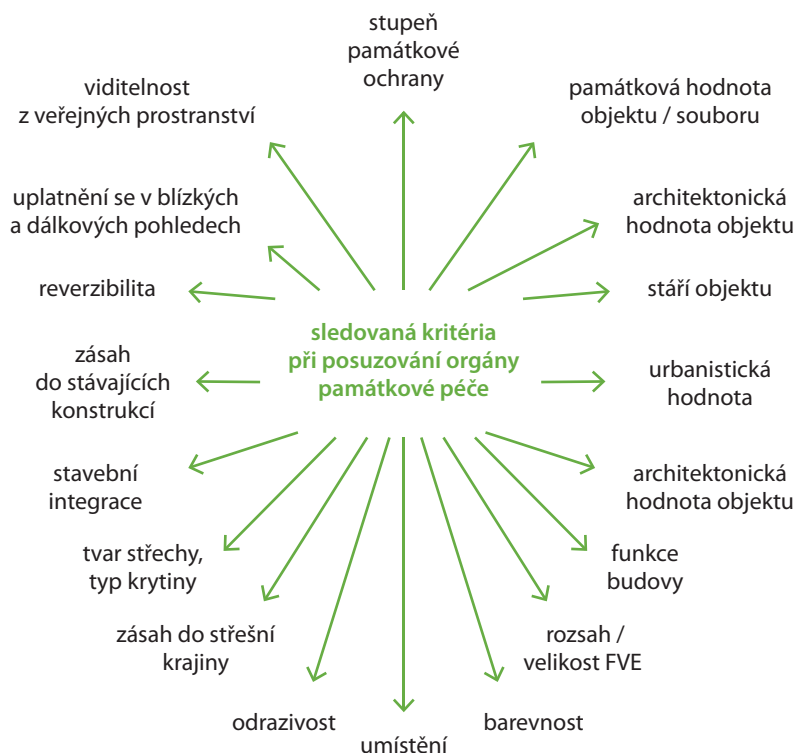 stupeň
památkové
ochrany
památková hodnota
objektu / souboru
architektonická
hodnota objektu
stáří objektu
urbanistická
hodnota
architektonická
hodnota objektu
funkce
budovy
rozsah /
velikost FVE
barevnost
umístění
odrazivost
zásah do střešní
krajiny
tvar střechy,
typ krytiny
stavební
integrace
zásah
do stávajících
konstrukcí
reverzibilita
uplatnění se v blízkých
a dálkových pohledech
viditelnost
z veřejných prostranství
sledovaná kritéria
při posuzování orgány
památkové péče